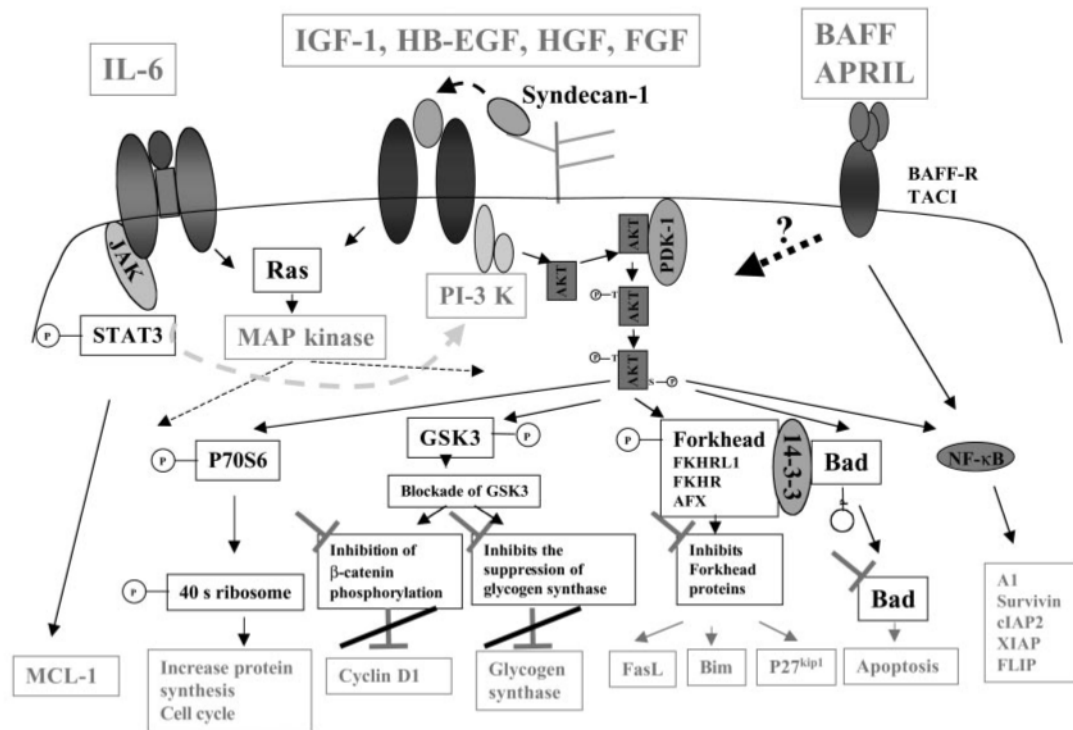 IGF-1, HB-EGF, HGF, FGF
BAFF
APRIL
IL-6
Syndecan-1
BAFF-R
TACI
JAK
Ras
PI-3 K
AKT
AKT
PDK-1
?
P
STAT3
MAP kinase
P T
AKT
P T
AKT
S P
P
P70S6
GSK3
P
P
Forkhead
FKHRL1
FKHR
AFX
14-3-3
Bad
P
NF-κB
Blockade of GSK3
Inhibition of
β-catenin
phosphorylation
Inhibits the
suppression of
glycogen synthase
Inhibits
Forkhead
proteins
P
40 s ribosome
Bad
A1
Survivin
cIAP2
XIAP
FLIP
MCL-1
Increase protein
synthesis
Cell cycle
Cyclin D1
Glycogen
synthase
FasL
Bim
P27kip1
Apoptosis